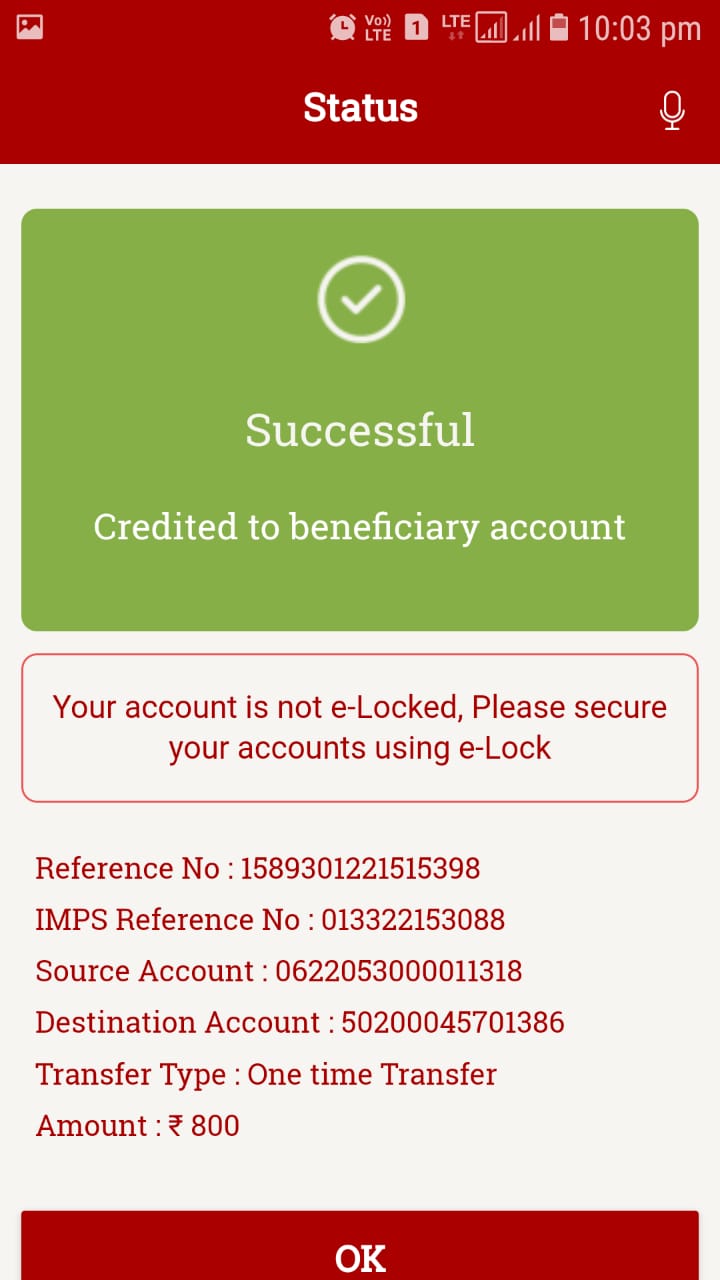 Vo)) LTE 1 LTE 10:03 pm
Status
Successful
Credited to beneficiary account
Your account is not e-Locked, Please secure
your accounts using e-Lock
Reference No : 1589301221515398
IMPS Reference No : 013322153088
Source Account : 0622053000011318
Destination Account : 50200045701386
Transfer Type : One time Transfer
Amount : ₹ 800
OK